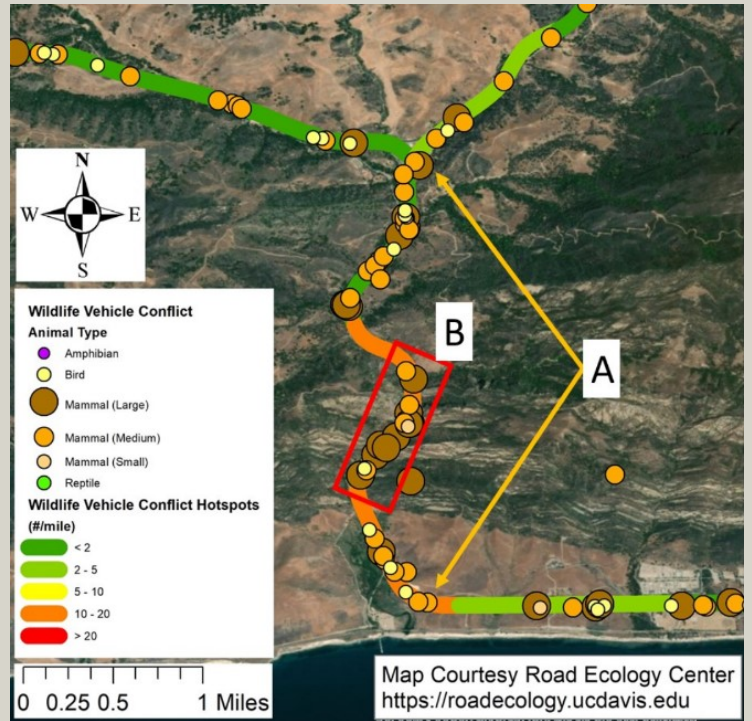 N
W E
S
B
A
Wildlife Vehicle Conflict
Animal Type
Amphibian
Bird
Mammal (Large)
Mammal (Medium)
Mammal (Small)
Reptile
Wildlife Vehicle Conflict Hotspots
(#/mile)
< 2
2 - 5
5 - 10
10 - 20
> 20
0 0.25 0.5 1 Miles
Map Courtesy Road Ecology Center
https://roadecology.ucdavis.edu